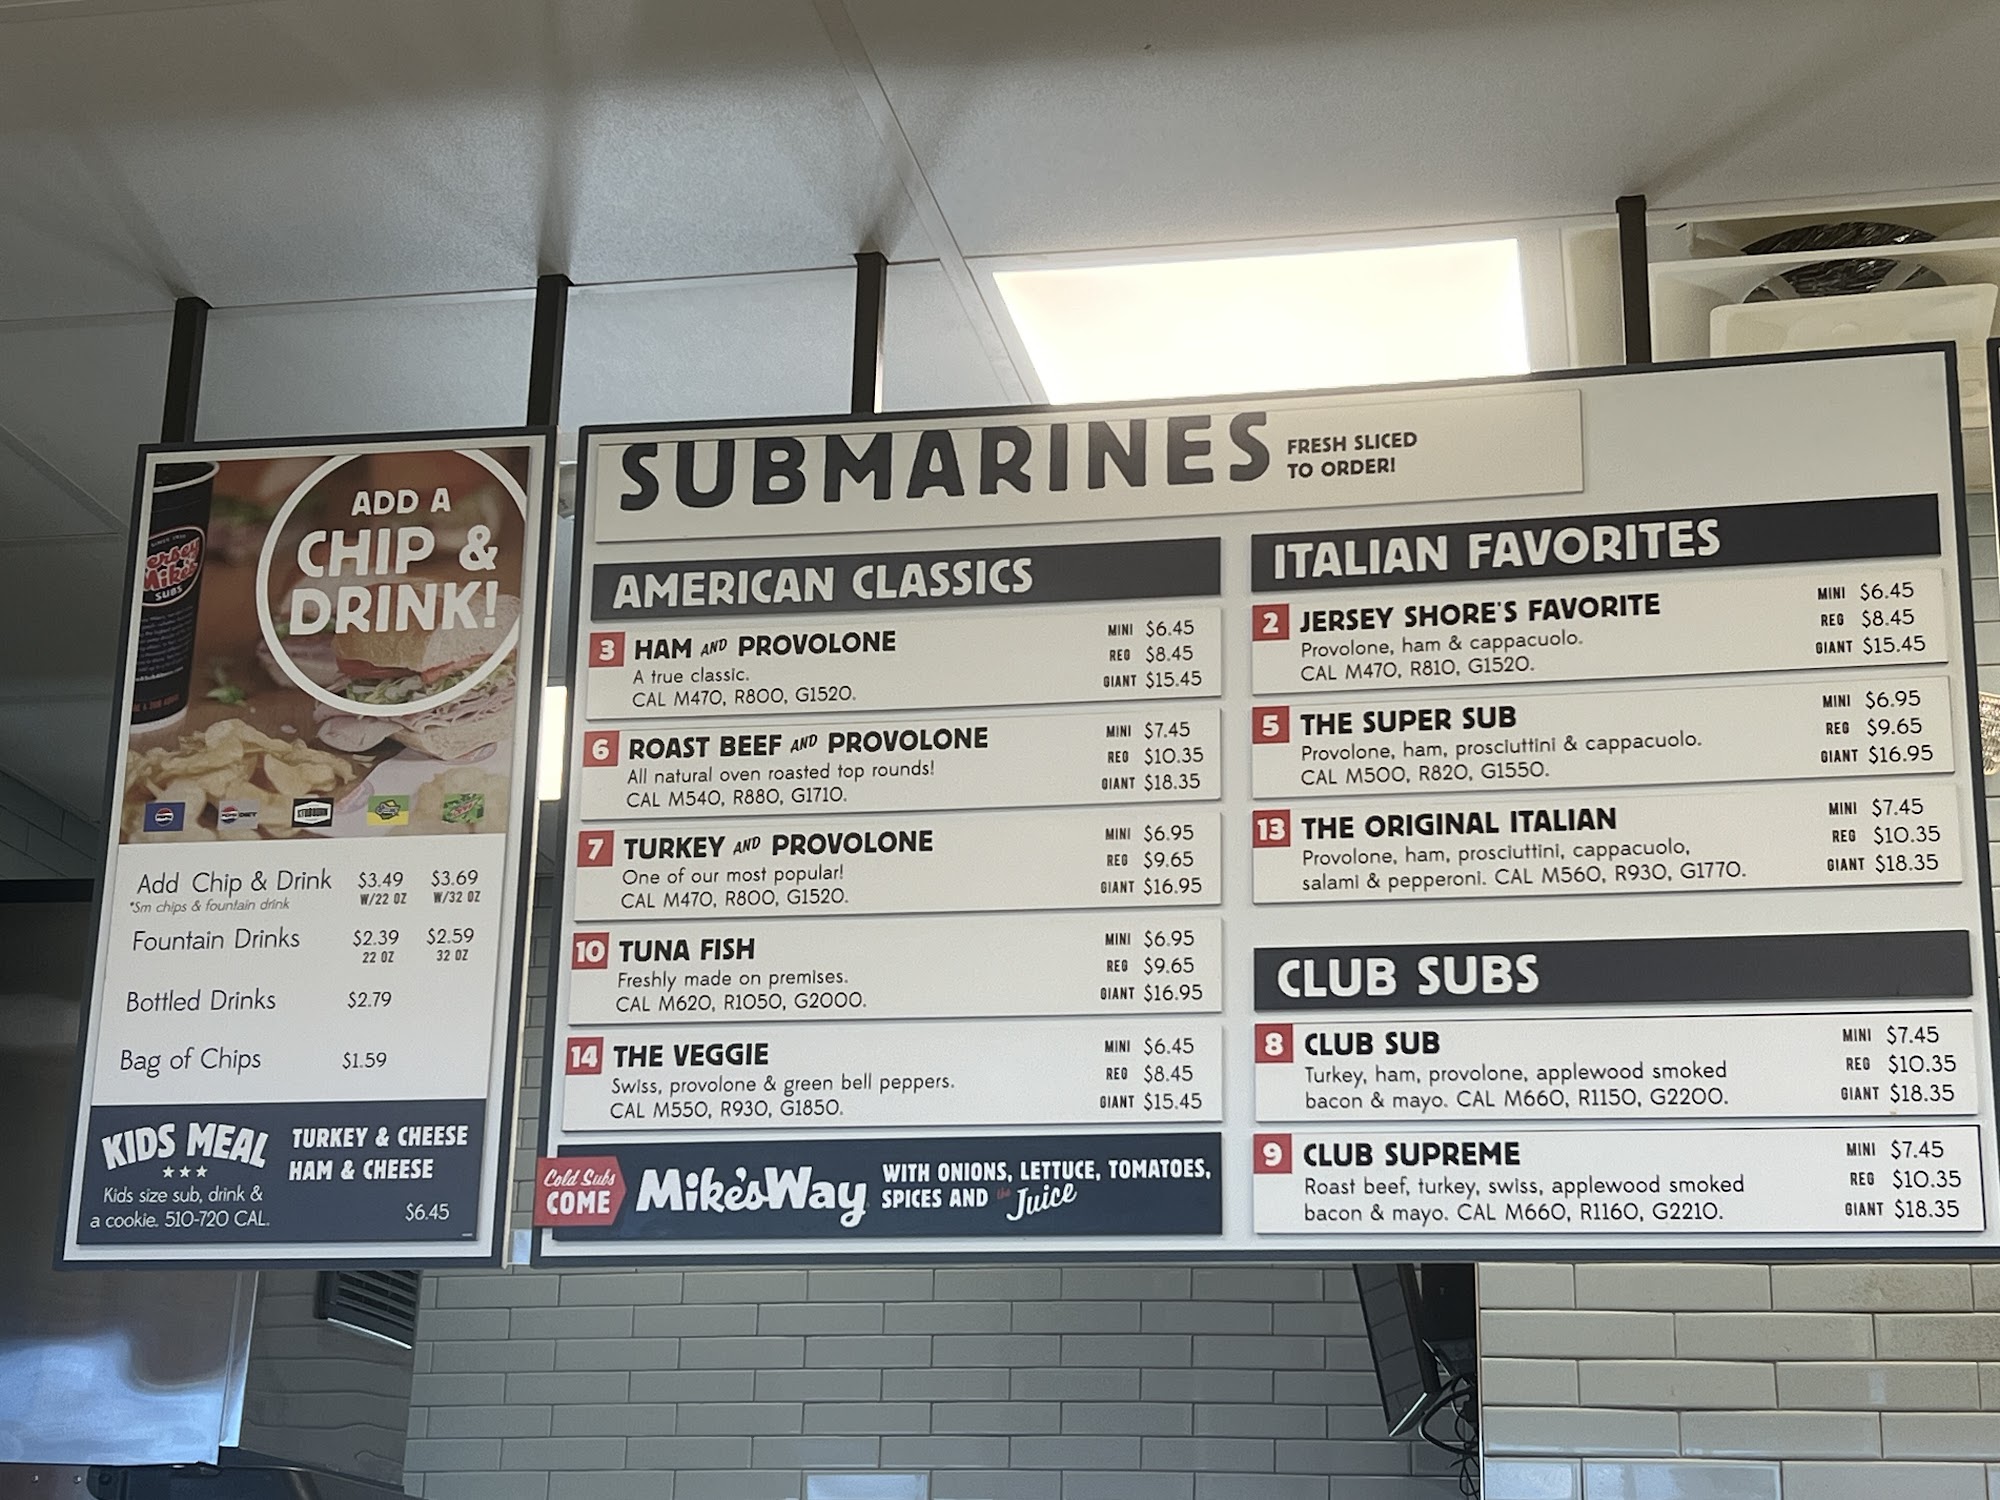 ADD A
CHIP &
DRINK!
Jersey
Mike's
SUBS
Add Chip & Drink $3.49 $3.69
*Sm chips & fountain drink W/22 OZ W/32 OZ
Fountain Drinks $2.39 $2.59
22 OZ 32 OZ
Bottled Drinks $2.79
Bag of Chips $1.59
KIDS MEAL TURKEY & CHEESE
HAM & CHEESE
Kids size sub, drink &
a cookie. 510-720 CAL. $6.45
SUBMARINES FRESH SLICED
TO ORDER!
AMERICAN CLASSICS
3 HAM AND PROVOLONE MINI $6.45
A true classic. REG $8.45
CAL M470, R800, G1520. GIANT $15.45
6 ROAST BEEF AND PROVOLONE MINI $7.45
All natural oven roasted top rounds! REG $10.35
CAL M540, R880, G1710. GIANT $18.35
7 TURKEY AND PROVOLONE MINI $6.95
One of our most popular! REG $9.65
CAL M470, R800, G1520. GIANT $16.95
10 TUNA FISH MINI $6.95
Freshly made on premises. REG $9.65
CAL M620, R1050, G2000. GIANT $16.95
14 THE VEGGIE MINI $6.45
Swiss, provolone & green bell peppers. REG $8.45
CAL M550, R930, G1850. GIANT $15.45
Cold Subs
COME Mike's Way WITH ONIONS, LETTUCE, TOMATOES,
SPICES AND the Juice
ITALIAN FAVORITES
2 JERSEY SHORE'S FAVORITE MINI $6.45
Provolone, ham & cappacuolo. REG $8.45
CAL M470, R810, G1520. GIANT $15.45
5 THE SUPER SUB MINI $6.95
Provolone, ham, prosciuttini & cappacuolo. REG $9.65
CAL M500, R820, G1550. GIANT $16.95
13 THE ORIGINAL ITALIAN MINI $7.45
Provolone, ham, prosciuttini, cappacuolo, REG $10.35
salami & pepperoni. CAL M560, R930, G1770. GIANT $18.35
CLUB SUBS
8 CLUB SUB MINI $7.45
Turkey, ham, provolone, applewood smoked REG $10.35
bacon & mayo. CAL M660, R1150, G2200. GIANT $18.35
9 CLUB SUPREME MINI $7.45
Roast beef, turkey, swiss, applewood smoked REG $10.35
bacon & mayo. CAL M660, R1160, G2210. GIANT $18.35